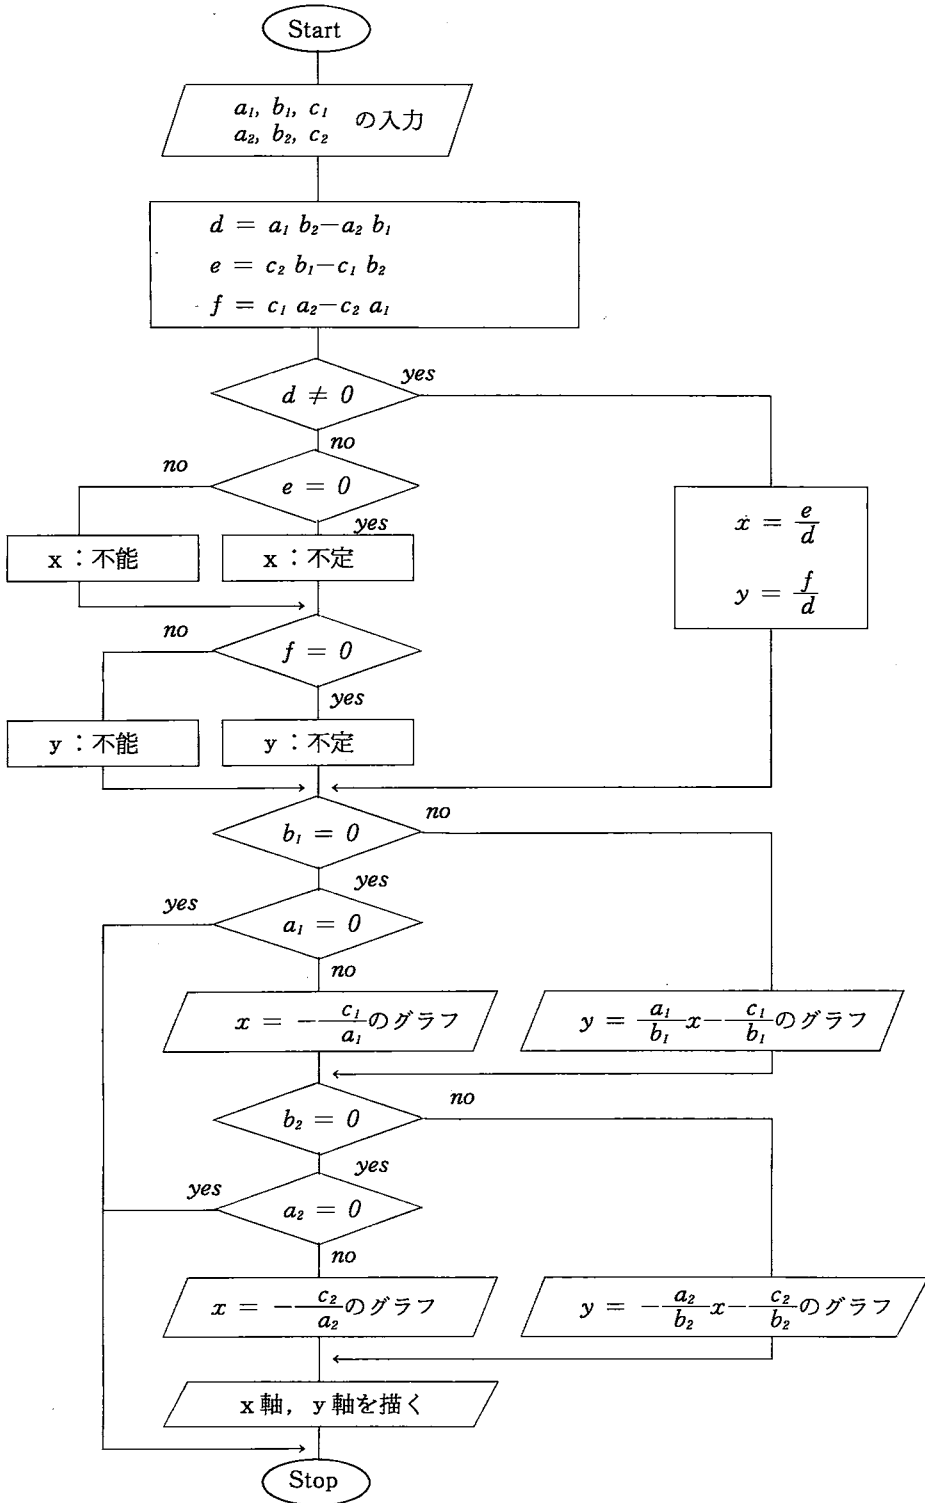 Start
a₁, b₁, c₁
a₂, b₂, c₂ の入力
d = a₁ b₂−a₂ b₁
e = c₂ b₁−c₁ b₂
f = c₁ a₂−c₂ a₁
d ≠ 0
yes
no
e = 0
no
yes
x = e/d
y = f/d
x：不能
x：不定
f = 0
no
yes
y：不能
y：不定
b₁ = 0
no
yes
a₁ = 0
yes
no
x = −c₁/a₁のグラフ
y = a₁/b₁ x−c₁/b₁のグラフ
b₂ = 0
no
yes
a₂ = 0
yes
no
x = −c₂/a₂のグラフ
y = −a₂/b₂ x−c₂/b₂のグラフ
x軸，y軸を描く
Stop